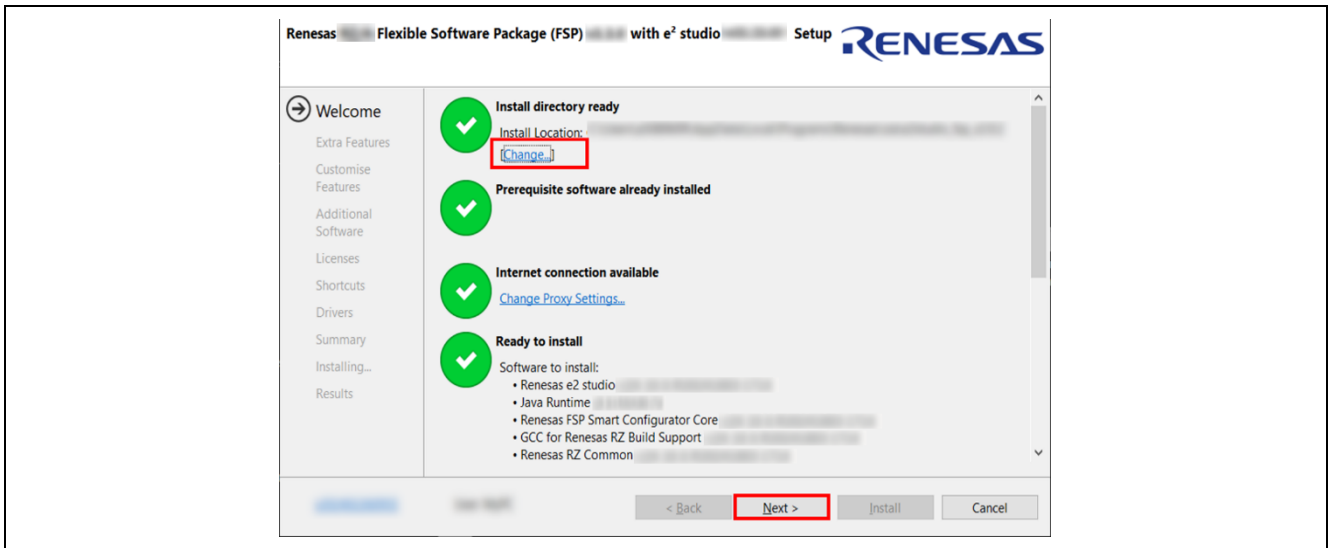 Renesas Flexible Software Package (FSP) with e² studio Setup
RENESAS
Welcome
Extra Features
Customise
Features
Additional
Software
Licenses
Shortcuts
Drivers
Summary
Installing...
Results
Install directory ready
Install Location:
[Change...]
Prerequisite software already installed
Internet connection available
Change Proxy Settings...
Ready to install
Software to install:
• Renesas e2 studio
• Java Runtime
• Renesas FSP Smart Configurator Core
• GCC for Renesas RZ Build Support
• Renesas RZ Common
< Back
Next >
Install
Cancel